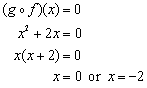 (g ∘ f)(x) = 0
x² + 2x = 0
x(x + 2) = 0
x = 0 or x = −2